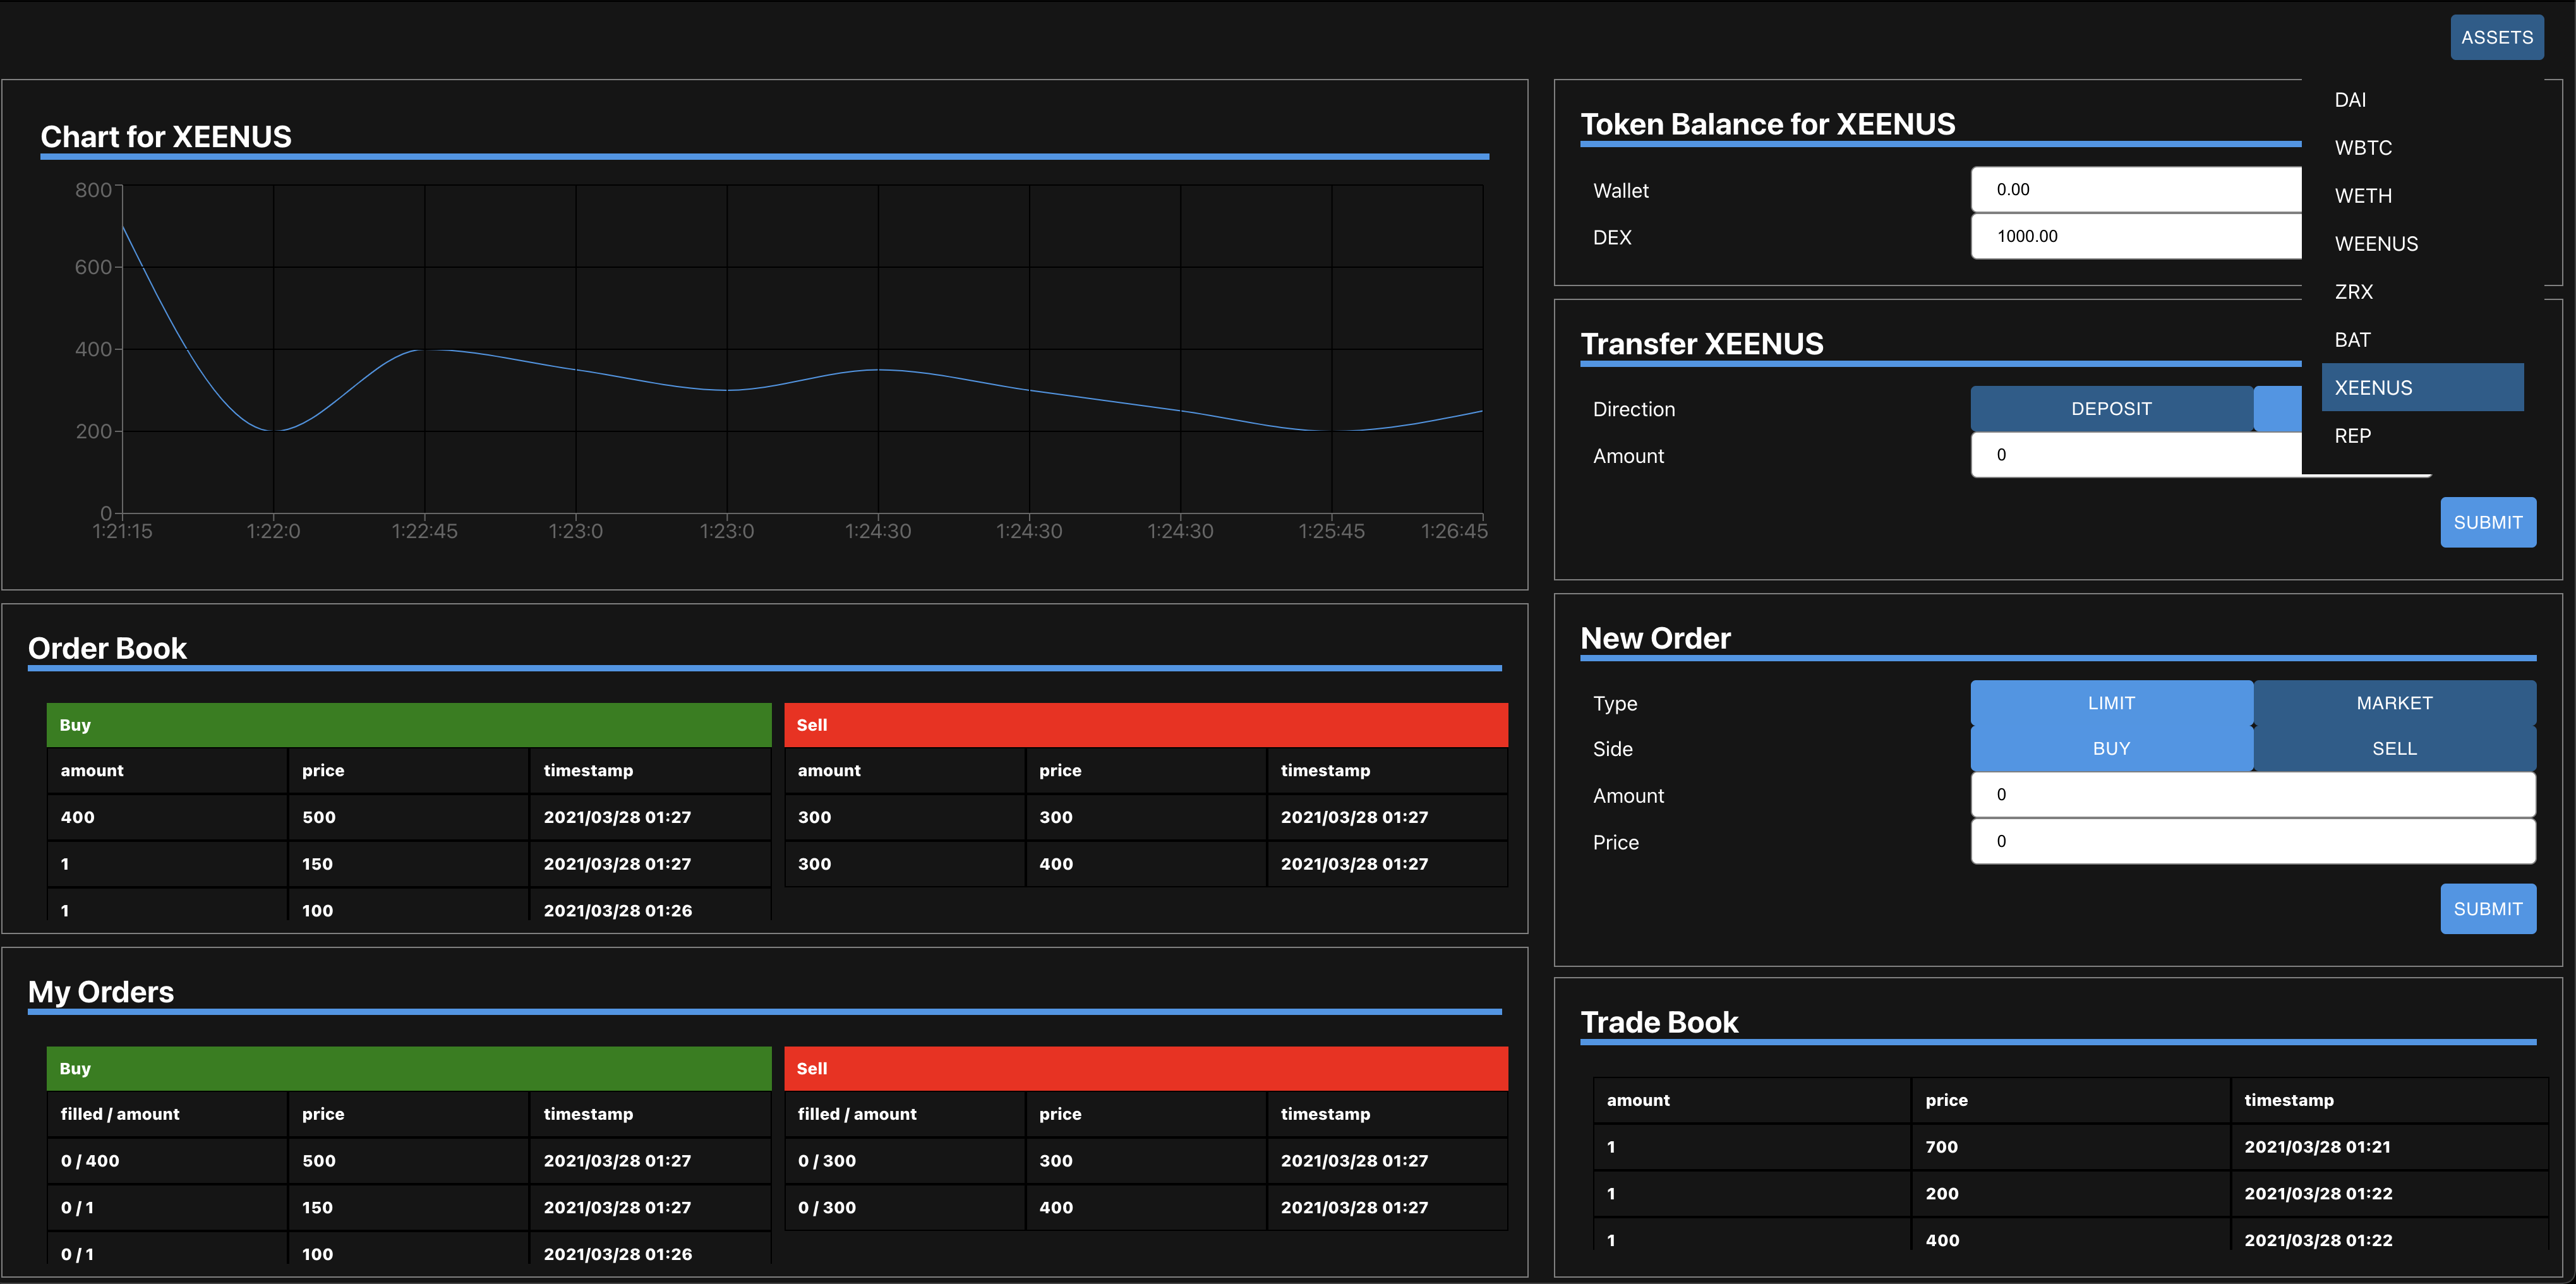 ASSETS
Chart for XEENUS
800
600
400
200
0
1:21:15 1:22:0 1:22:45 1:23:0 1:23:0 1:24:30 1:24:30 1:24:30 1:25:45 1:26:45
Order Book
Buy
amount price timestamp
400 500 2021/03/28 01:27
1 150 2021/03/28 01:27
1 100 2021/03/28 01:26
Sell
amount price timestamp
300 300 2021/03/28 01:27
300 400 2021/03/28 01:27
My Orders
Buy
filled / amount price timestamp
0 / 400 500 2021/03/28 01:27
0 / 1 150 2021/03/28 01:27
0 / 1 100 2021/03/28 01:26
Sell
filled / amount price timestamp
0 / 300 300 2021/03/28 01:27
0 / 300 400 2021/03/28 01:27
Token Balance for XEENUS
Wallet 0.00
DEX 1000.00
DAI
WBTC
WETH
WEENUS
ZRX
BAT
XEENUS
REP
Transfer XEENUS
Direction DEPOSIT
Amount 0
SUBMIT
New Order
Type LIMIT MARKET
Side BUY SELL
Amount 0
Price 0
SUBMIT
Trade Book
amount price timestamp
1 700 2021/03/28 01:21
1 200 2021/03/28 01:22
1 400 2021/03/28 01:22